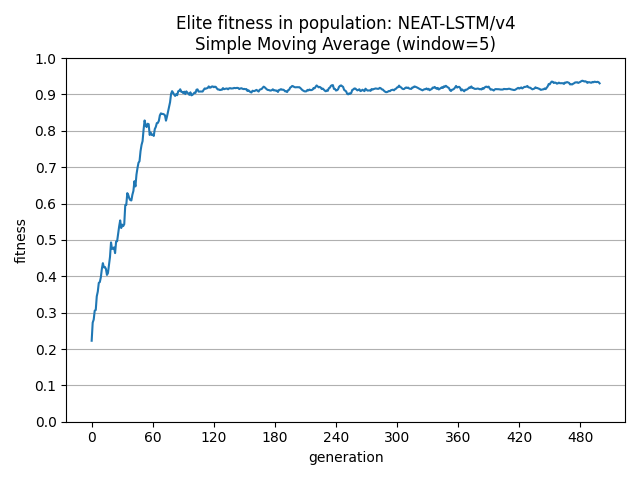 Elite fitness in population: NEAT-LSTM/v4
Simple Moving Average (window=5)
1.0
0.9
0.8
0.7
0.6
0.5
0.4
0.3
0.2
0.1
0.0
fitness
0 60 120 180 240 300 360 420 480
generation